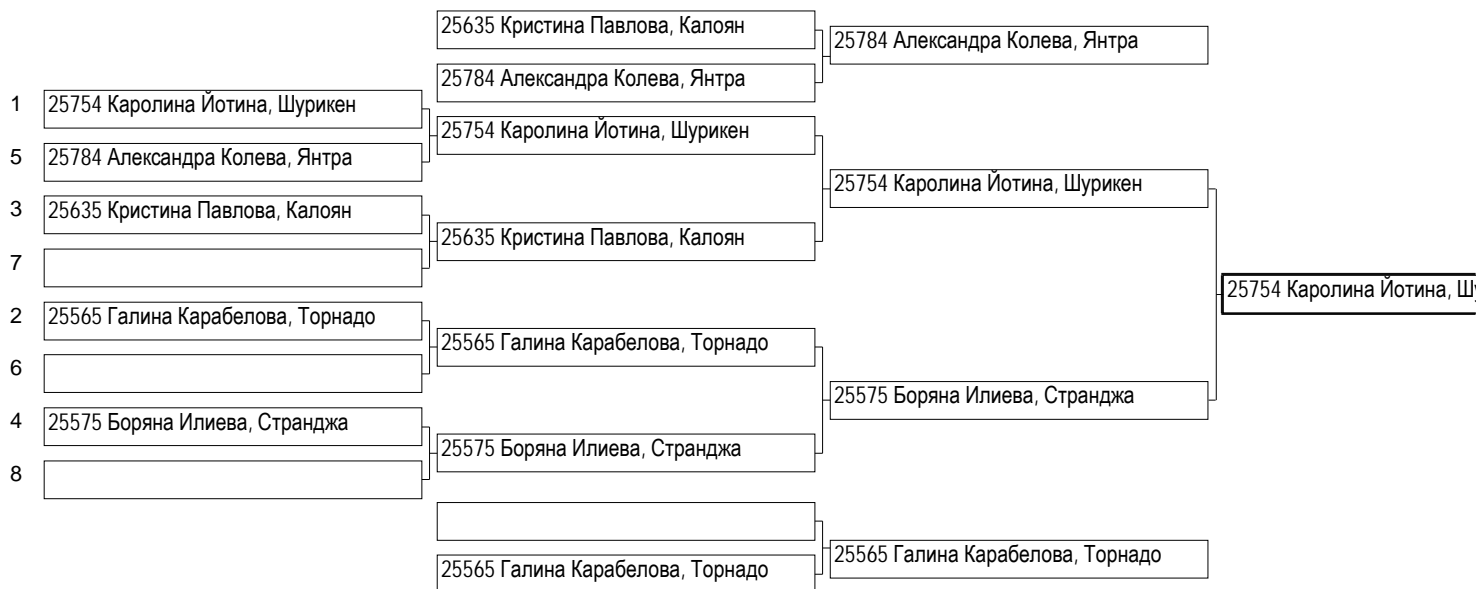 25635 Кристина Павлова, Калоян
25784 Александра Колева, Янтра
25784 Александра Колева, Янтра
1 25754 Каролина Йотина, Шурикен
25754 Каролина Йотина, Шурикен
5 25784 Александра Колева, Янтра
25754 Каролина Йотина, Шурикен
3 25635 Кристина Павлова, Калоян
25635 Кристина Павлова, Калоян
7
25754 Каролина Йотина, Шу
2 25565 Галина Карабелова, Торнадо
25565 Галина Карабелова, Торнадо
6
25575 Боряна Илиева, Странджа
4 25575 Боряна Илиева, Странджа
25575 Боряна Илиева, Странджа
8
25565 Галина Карабелова, Торнадо
25565 Галина Карабелова, Торнадо